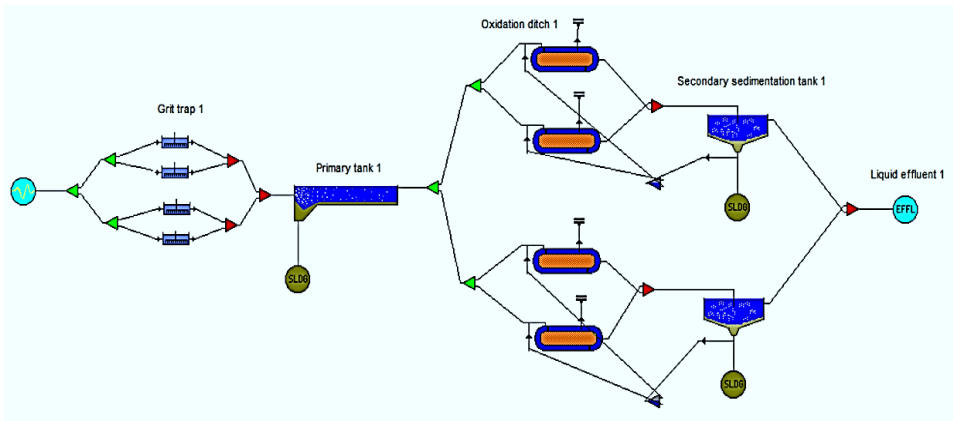 Oxidation ditch 1
Secondary sedimentation tank 1
Grit trap 1
Primary tank 1
Liquid effluent 1
SLDG
EFFL
SLDG
SLDG